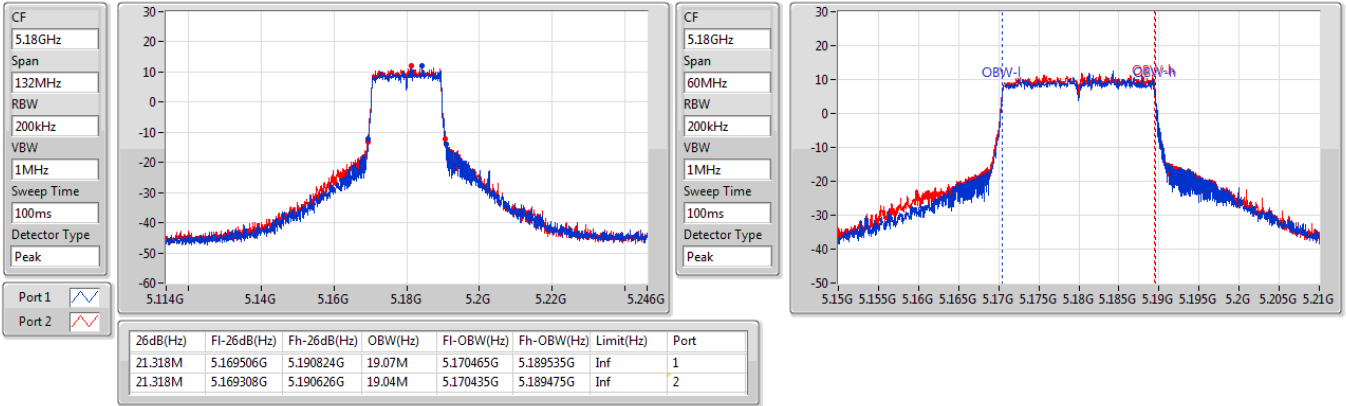 CF
5.18GHz
Span
132MHz
RBW
200kHz
VBW
1MHz
Sweep Time
100ms
Detector Type
Peak
Port 1
Port 2
30
20
10
0
-10
-20
-30
-40
-50
-60
5.114G 5.14G 5.16G 5.18G 5.2G 5.22G 5.246G
CF
5.18GHz
Span
60MHz
RBW
200kHz
VBW
1MHz
Sweep Time
100ms
Detector Type
Peak
30
20
10
0
-10
-20
-30
-40
-50
OBW-l OBW-h
5.15G 5.155G 5.16G 5.165G 5.17G 5.175G 5.18G 5.185G 5.19G 5.195G 5.2G 5.205G 5.21G
26dB(Hz) Fl-26dB(Hz) Fh-26dB(Hz) OBW(Hz) Fl-OBW(Hz) Fh-OBW(Hz) Limit(Hz) Port
21.318M 5.169506G 5.190824G 19.07M 5.170465G 5.189535G Inf 1
21.318M 5.169308G 5.190626G 19.04M 5.170435G 5.189475G Inf 2